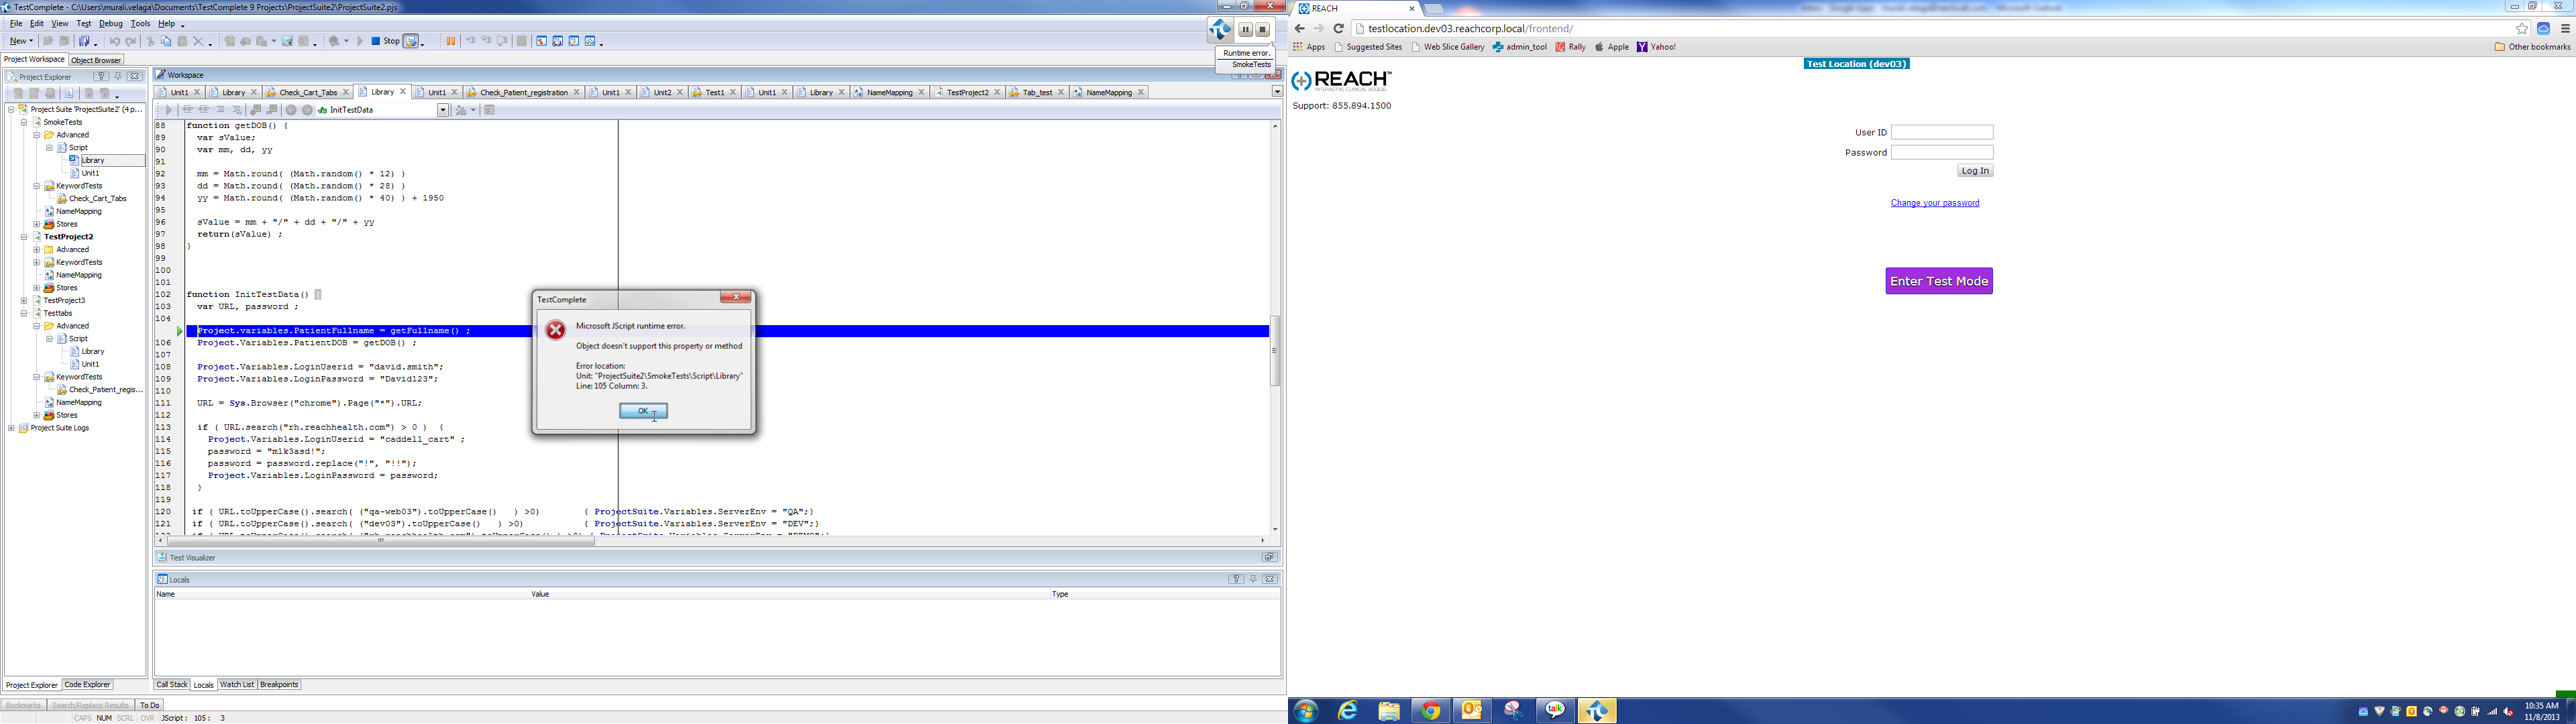 TestComplete - C:\Users\murali.velaga\Documents\TestComplete 9 Projects\ProjectSuite2\ProjectSuite2.pjs
File Edit View Test Debug Tools Help
New
Stop
Runtime error.
SmokeTests
Project Workspace Object Browser
Project Explorer
Project Suite 'ProjectSuite2' (4 p...
SmokeTests
Advanced
Script
Library
Unit1
KeywordTests
Check_Cart_Tabs
NameMapping
Stores
TestProject2
Advanced
KeywordTests
NameMapping
Stores
TestProject3
Testtabs
Advanced
Script
Library
Unit1
KeywordTests
Check_Patient_regis...
NameMapping
Stores
Project Suite Logs
Project Explorer Code Explorer
Workspace
Unit1 Library Check_Cart_Tabs Library Unit1 Check_Patient_registration Unit1 Unit2 Test1 Unit1 Library NameMapping TestProject2 Tab_test NameMapping
InitTestData
88 function getDOB() {
89 var sValue;
90 var mm, dd, yy
91
92 mm = Math.round( (Math.random() * 12) )
93 dd = Math.round( (Math.random() * 28) )
94 yy = Math.round( (Math.random() * 40) ) + 1950
95
96 sValue = mm + "/" + dd + "/" + yy
97 return(sValue) ;
98 }
99
100
101
102 function InitTestData() {
103 var URL, password ;
104
Project.variables.PatientFullname = getFullname() ;
106 Project.Variables.PatientDOB = getDOB() ;
107
108 Project.Variables.LoginUserid = "david.smith";
109 Project.Variables.LoginPassword = "David123";
110
111 URL = Sys.Browser("chrome").Page("*").URL;
112
113 if ( URL.search("rh.reachhealth.com") > 0 ) {
114 Project.Variables.LoginUserid = "caddell_cart" ;
115 password = "m1k3asd!";
116 password = password.replace("!", "!!");
117 Project.Variables.LoginPassword = password;
118 }
119
120 if ( URL.toUpperCase().search( ("qa-web03").toUpperCase() ) >0) { ProjectSuite.Variables.ServerEnv = "QA";}
121 if ( URL.toUpperCase().search( ("dev03").toUpperCase() ) >0) { ProjectSuite.Variables.ServerEnv = "DEV";}
TestComplete
Microsoft JScript runtime error.
Object doesn't support this property or method
Error location:
Unit: "ProjectSuite2\SmokeTests\Script\Library"
Line: 105 Column: 3.
OK
Test Visualizer
Locals
Name Value Type
Call Stack Locals Watch List Breakpoints
Bookmarks Search/Replace Results To Do
CAPS NUM SCRL OVR JScript : 105 : 3
REACH
testlocation.dev03.reachcorp.local/frontend/
Apps Suggested Sites Web Slice Gallery admin_tool Rally Apple Yahoo! Other bookmarks
Test Location (dev03)
REACH™
INTERACTIVE CLINICAL ACCESS
Support: 855.894.1500
User ID
Password
Log In
Change your password
Enter Test Mode
talk
10:35 AM
11/8/2013